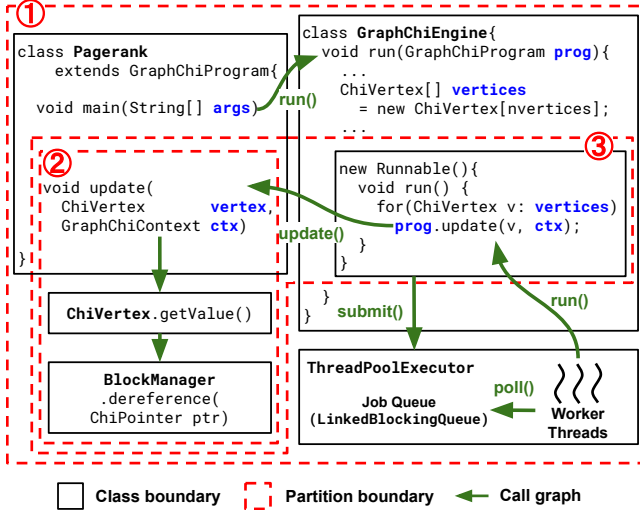 ①
class Pagerank
extends GraphChiProgram{
void main(String[] args)
run()
class GraphChiEngine{
void run(GraphChiProgram prog){
...
ChiVertex[] vertices
= new ChiVertex[nvertices];
...
②
void update(
ChiVertex vertex,
GraphChiContext ctx)
}
update()
③
new Runnable(){
void run() {
for(ChiVertex v: vertices)
prog.update(v, ctx);
}
}
}
}
submit()
run()
ChiVertex.getValue()
BlockManager
.dereference(
ChiPointer ptr)
ThreadPoolExecutor
Job Queue
(LinkedBlockingQueue)
poll()
Worker
Threads
Class boundary
Partition boundary
Call graph